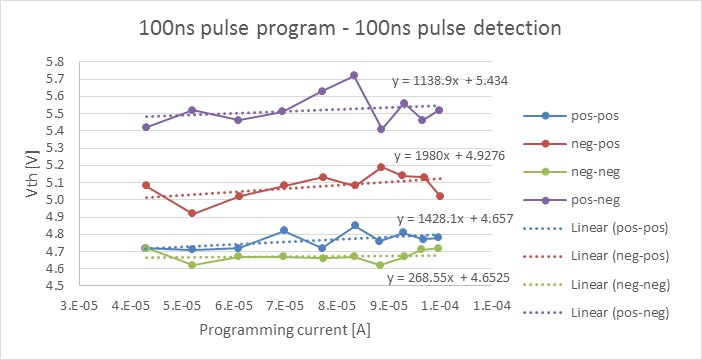 100ns pulse program - 100ns pulse detection
5.8
5.7
5.6
5.5
5.4
5.3
5.2
5.1
5.0
4.9
4.8
4.7
4.6
4.5
Vth [V]
y = 1138.9x + 5.434
y = 1980x + 4.9276
y = 1428.1x + 4.657
y = 268.55x + 4.6525
3.E-05 4.E-05 5.E-05 6.E-05 7.E-05 8.E-05 9.E-05 1.E-04 1.E-04
Programming current [A]
pos-pos
neg-pos
neg-neg
pos-neg
Linear (pos-pos)
Linear (neg-pos)
Linear (neg-neg)
Linear (pos-neg)